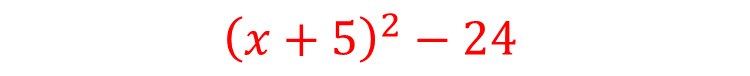 (x + 5)² − 24